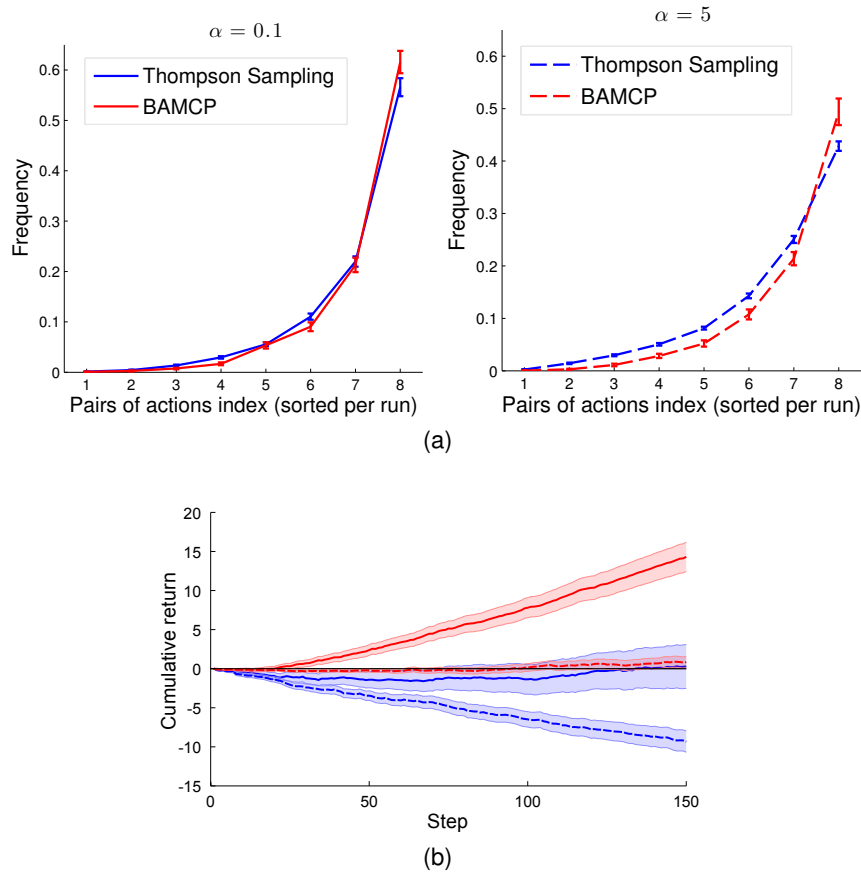 α = 0.1
0.6
0.5
0.4
0.3
0.2
0.1
0
Frequency
Thompson Sampling
BAMCP
1 2 3 4 5 6 7 8
Pairs of actions index (sorted per run)
α = 5
0.6
0.5
0.4
0.3
0.2
0.1
0
Frequency
Thompson Sampling
BAMCP
1 2 3 4 5 6 7 8
Pairs of actions index (sorted per run)
(a)
20
15
10
5
0
-5
-10
-15
Cumulative return
0 50 100 150
Step
(b)